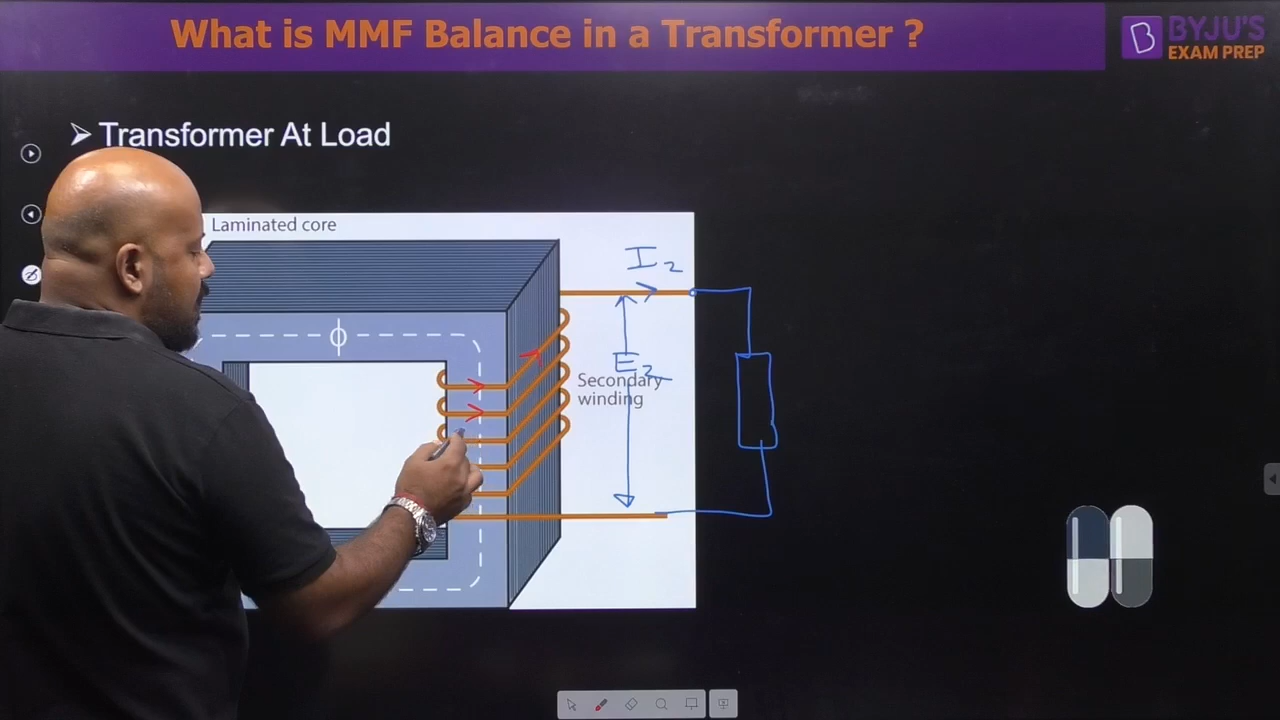 What is MMF Balance in a Transformer ?
BYJU'S
EXAM PREP
➢ Transformer At Load
Laminated core
I₂
ϕ
E₂
Secondary
winding